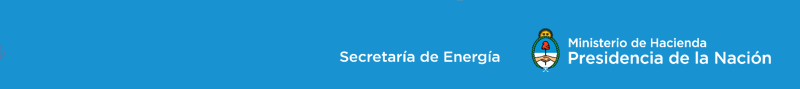 Secretaría de Energía
Ministerio de Hacienda
Presidencia de la Nación